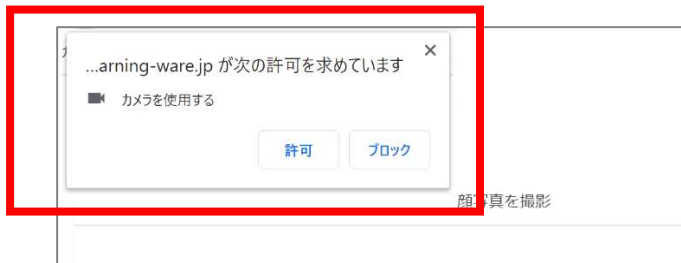 ...arning-ware.jp が次の許可を求めています
カメラを使用する
許可
ブロック
顔写真を撮影